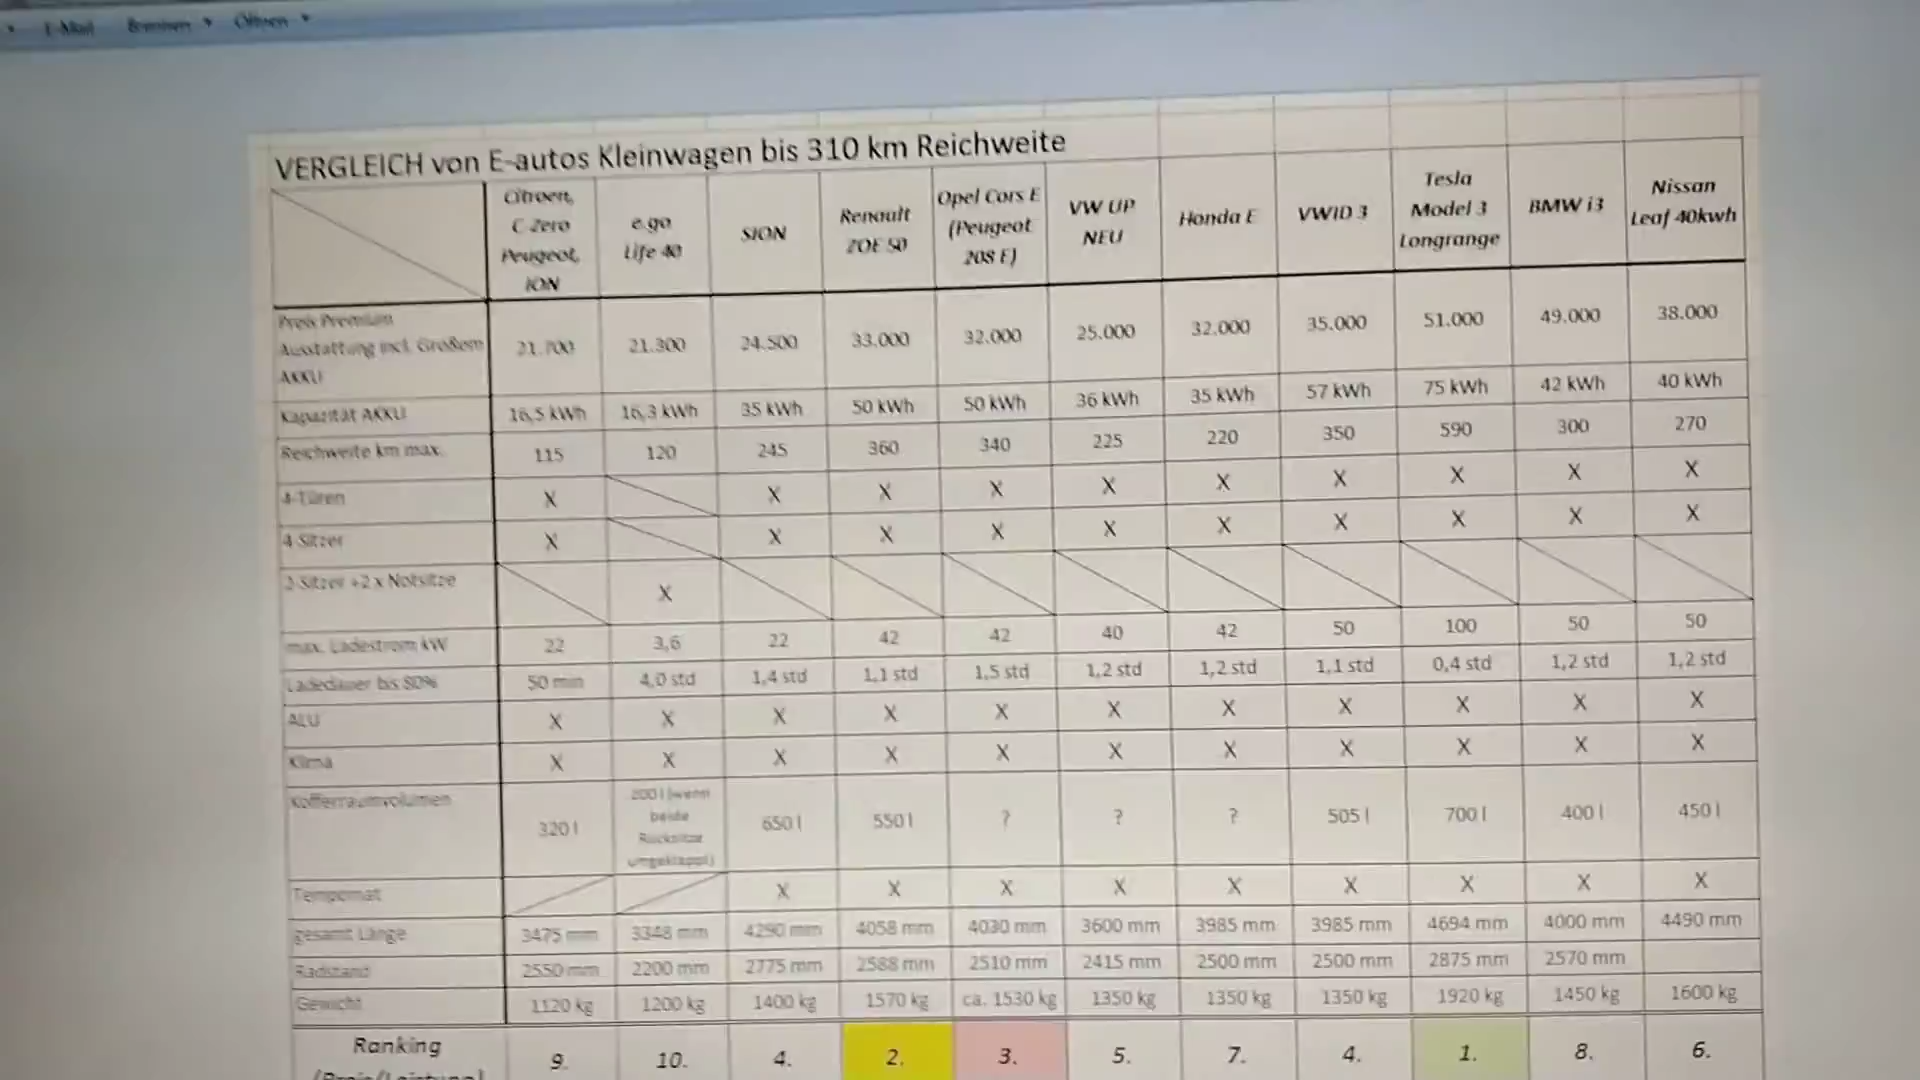 E-Mail Brennen Öffnen
VERGLEICH von E-autos Kleinwagen bis 310 km Reichweite
Citroen, C-Zero Peugeot, ION e.go Life 40 SION Renault ZOE 50 Opel Cors E (Peugeot 208 E) VW UP NEU Honda E VWID 3 Tesla Model 3 Longrange BMW i3 Nissan Leaf 40kwh
Preis Premium Ausstattung incl. Großem AKKU 21.700 21.300 24.500 33.000 32.000 25.000 32.000 35.000 51.000 49.000 38.000
Kapazität AKKU 16,5 kWh 16,3 kWh 35 kWh 50 kWh 50 kWh 36 kWh 35 kWh 57 kWh 75 kWh 42 kWh 40 kWh
Reichweite km max. 115 120 245 360 340 225 220 350 590 300 270
4-Türen X X X X X X X X X X
4-Sitzer X X X X X X X X X X
2-Sitzer +2 x Notsitze X
max. Ladestrom kW 22 3,6 22 42 42 40 42 50 100 50 50
Ladedauer bis 80% 50 min 4,0 std 1,4 std 1,1 std 1,5 std 1,2 std 1,2 std 1,1 std 0,4 std 1,2 std 1,2 std
ALU X X X X X X X X X X X
Klima X X X X X X X X X X X
Kofferraumvolumen 320 l 200 l (wenn beide Rücksitze umgeklappt) 650 l 550 l ? ? ? 505 l 700 l 400 l 450 l
Tempomat X X X X X X X X X
gesamt Länge 3475 mm 3348 mm 4290 mm 4058 mm 4030 mm 3600 mm 3985 mm 3985 mm 4694 mm 4000 mm 4490 mm
Radstand 2550 mm 2200 mm 2775 mm 2588 mm 2510 mm 2415 mm 2500 mm 2500 mm 2875 mm 2570 mm
Gewicht 1120 kg 1200 kg 1400 kg 1570 kg ca. 1530 kg 1350 kg 1350 kg 1350 kg 1920 kg 1450 kg 1600 kg
Ranking (Preis/Leistung) 9. 10. 4. 2. 3. 5. 7. 4. 1. 8. 6.